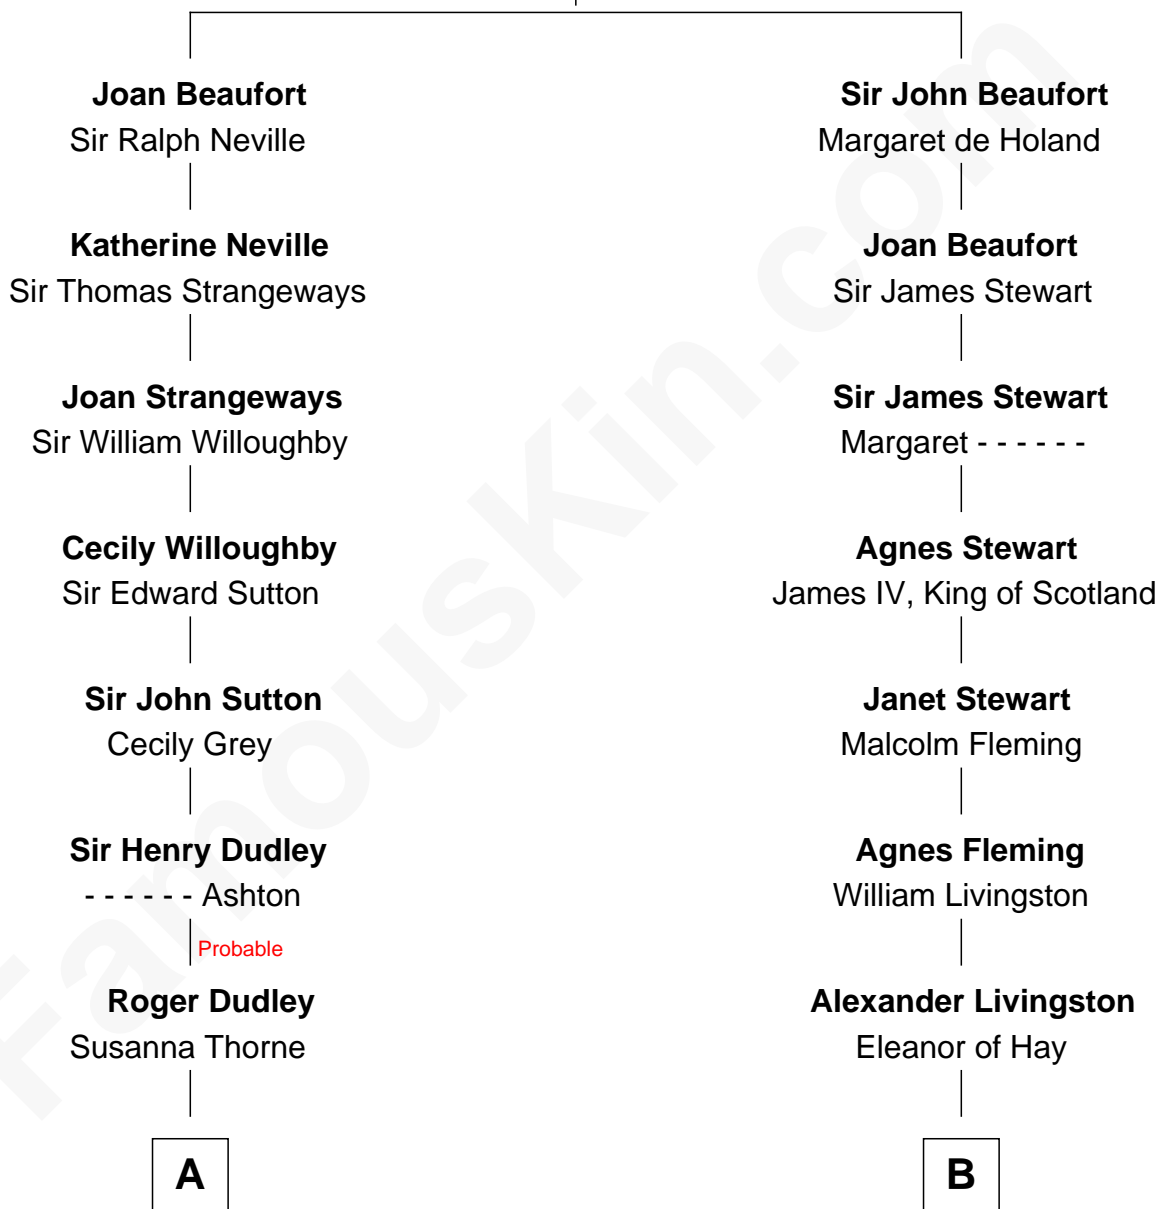 Joan Beaufort
Sir Ralph Neville
Katherine Neville
Sir Thomas Strangeways
Joan Strangeways
Sir William Willoughby
Cecily Willoughby
Sir Edward Sutton
Sir John Sutton
Cecily Grey
Sir Henry Dudley
- - - - - - Ashton
Probable
Roger Dudley
Susanna Thorne
A
Sir John Beaufort
Margaret de Holand
Joan Beaufort
Sir James Stewart
Sir James Stewart
Margaret - - - - - -
Agnes Stewart
James IV, King of Scotland
Janet Stewart
Malcolm Fleming
Agnes Fleming
William Livingston
Alexander Livingston
Eleanor of Hay
B
FamousKin.com